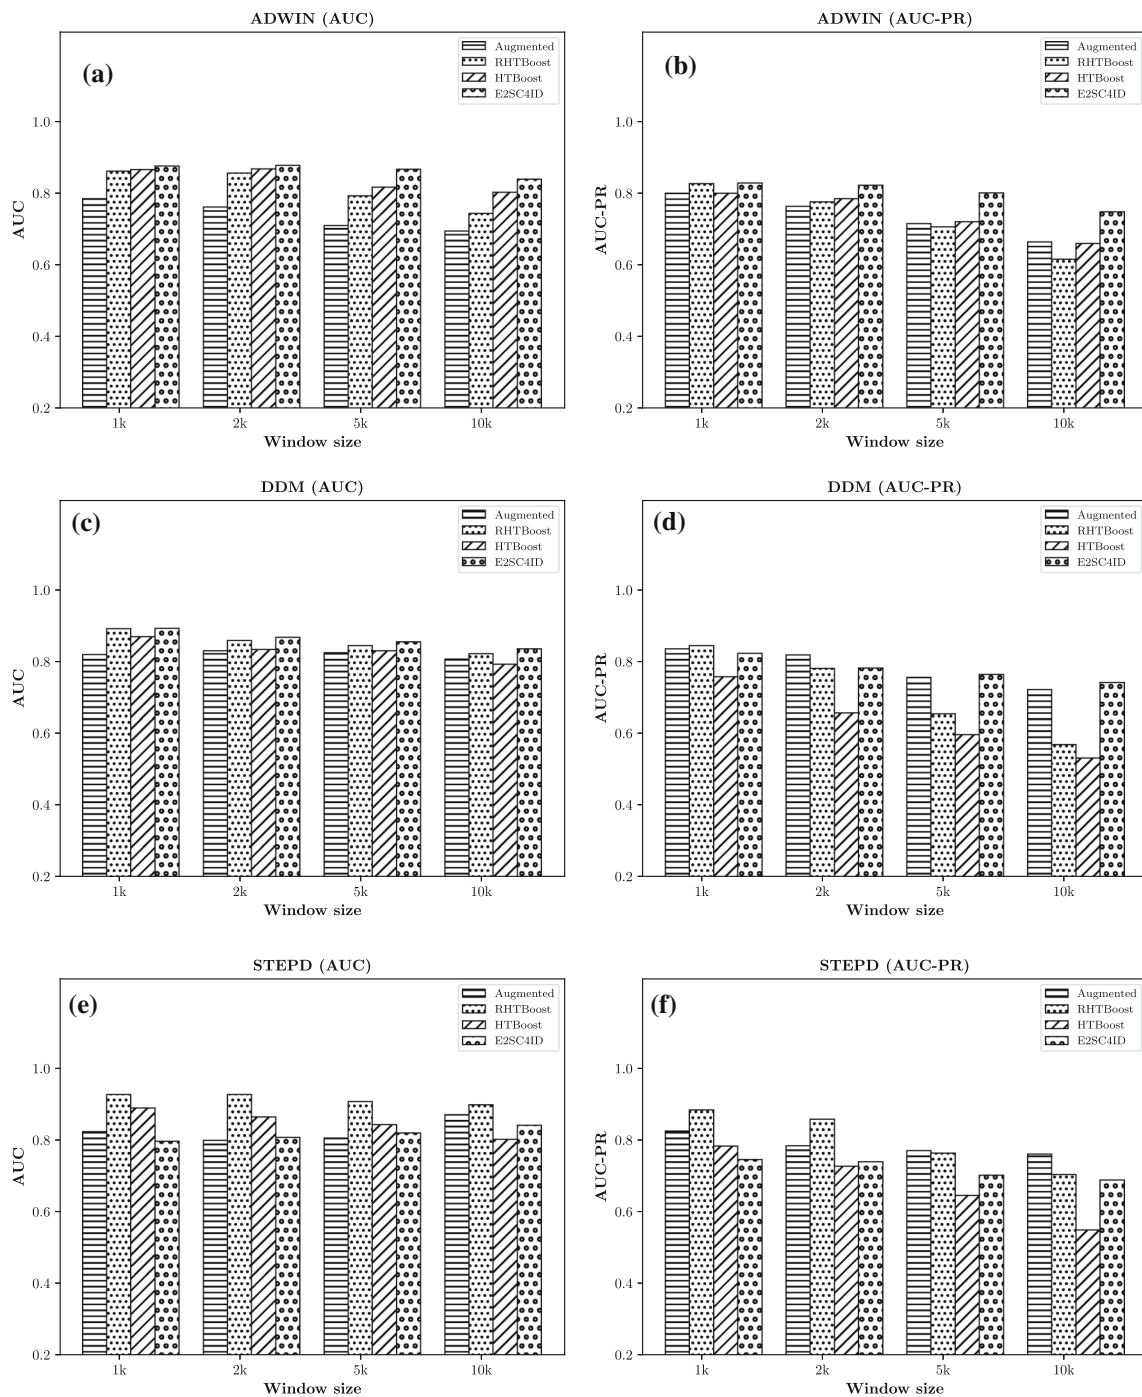 ADWIN (AUC)
(a)
Augmented
RHTBoost
HTBoost
E2SC4ID
AUC
1.0
0.8
0.6
0.4
0.2
1k 2k 5k 10k
Window size
ADWIN (AUC-PR)
(b)
Augmented
RHTBoost
HTBoost
E2SC4ID
AUC-PR
1.0
0.8
0.6
0.4
0.2
1k 2k 5k 10k
Window size
DDM (AUC)
(c)
Augmented
RHTBoost
HTBoost
E2SC4ID
AUC
1.0
0.8
0.6
0.4
0.2
1k 2k 5k 10k
Window size
DDM (AUC-PR)
(d)
Augmented
RHTBoost
HTBoost
E2SC4ID
AUC-PR
1.0
0.8
0.6
0.4
0.2
1k 2k 5k 10k
Window size
STEPD (AUC)
(e)
Augmented
RHTBoost
HTBoost
E2SC4ID
AUC
1.0
0.8
0.6
0.4
0.2
1k 2k 5k 10k
Window size
STEPD (AUC-PR)
(f)
Augmented
RHTBoost
HTBoost
E2SC4ID
AUC-PR
1.0
0.8
0.6
0.4
0.2
1k 2k 5k 10k
Window size